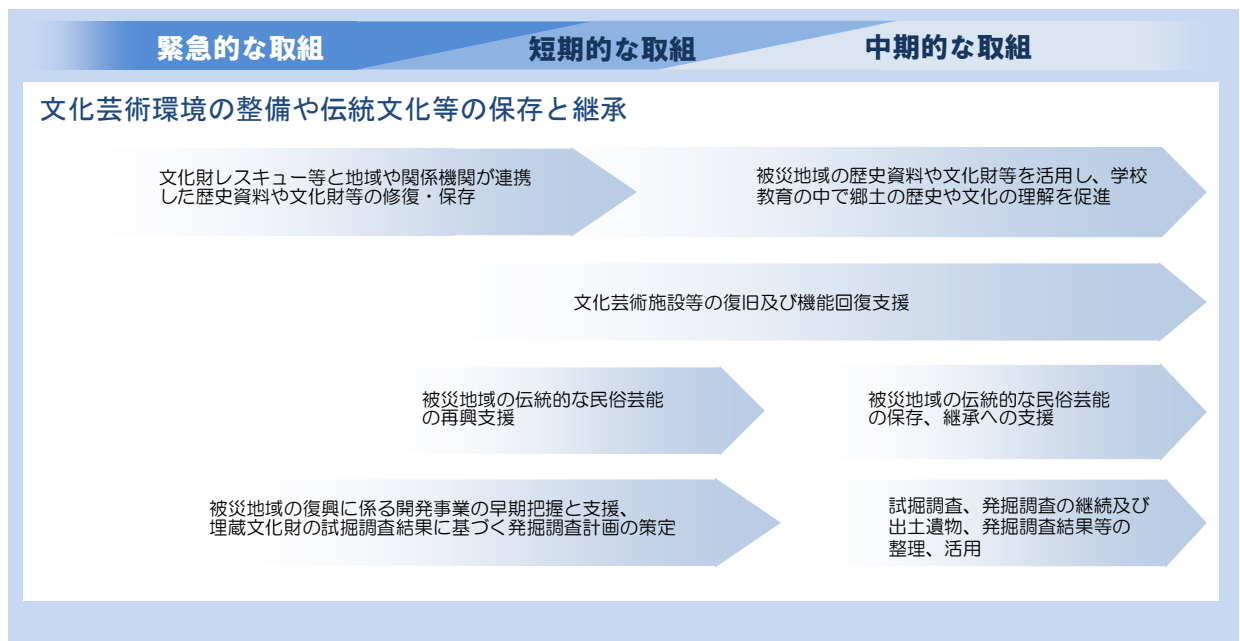 緊急的な取組
短期的な取組
中期的な取組
文化芸術環境の整備や伝統文化等の保存と継承
文化財レスキュー等と地域や関係機関が連携
した歴史資料や文化財等の修復・保存
被災地域の歴史資料や文化財等を活用し、学校
教育の中で郷土の歴史や文化の理解を促進
文化芸術施設等の復旧及び機能回復支援
被災地域の伝統的な民俗芸能
の再興支援
被災地域の伝統的な民俗芸能
の保存、継承への支援
被災地域の復興に係る開発事業の早期把握と支援、
埋蔵文化財の試掘調査結果に基づく発掘調査計画の策定
試掘調査、発掘調査の継続及び
出土遺物、発掘調査結果等の
整理、活用